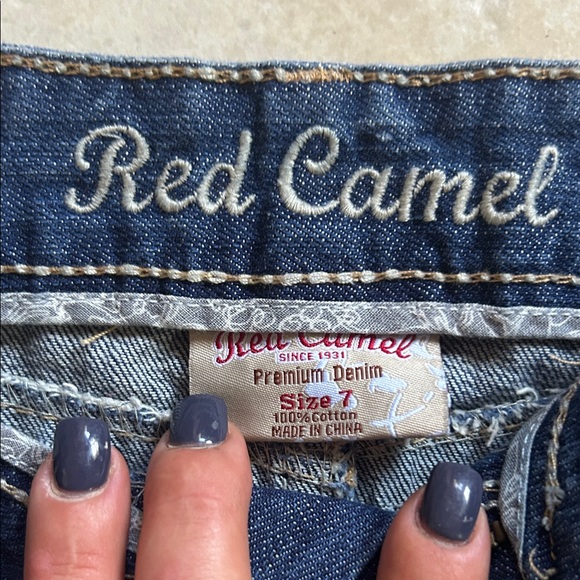 Red Camel
Red Camel
SINCE 1931
Premium Denim
Size 7
100% Cotton
MADE IN CHINA